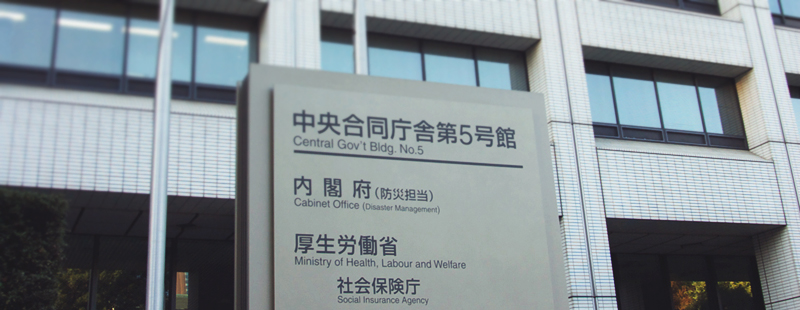 中央合同庁舎第5号館
Central Gov't Bldg. No.5
内閣府(防災担当)
Cabinet Office (Disaster Management)
厚生労働省
Ministry of Health, Labour and Welfare
社会保険庁
Social Insurance Agency